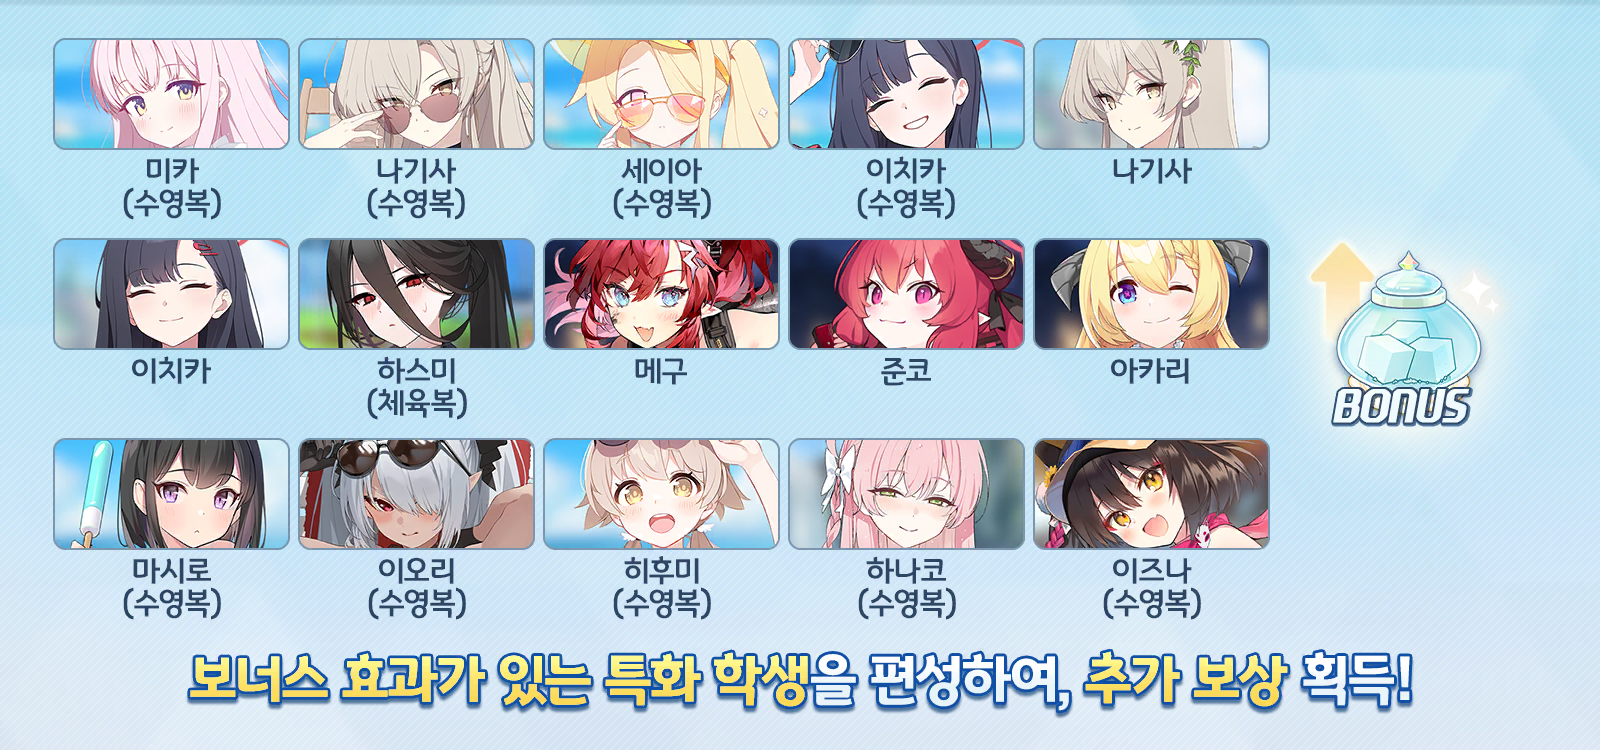 미카 나기사 세이아 이치카 나기사
(수영복) (수영복) (수영복) (수영복)
이치카 하스미 메구 준코 아카리
(체육복)
BONUS
마시로 이오리 히후미 하나코 이즈나
(수영복) (수영복) (수영복) (수영복) (수영복)
보너스 효과가 있는 특화 학생을 편성하여, 추가 보상 획득!